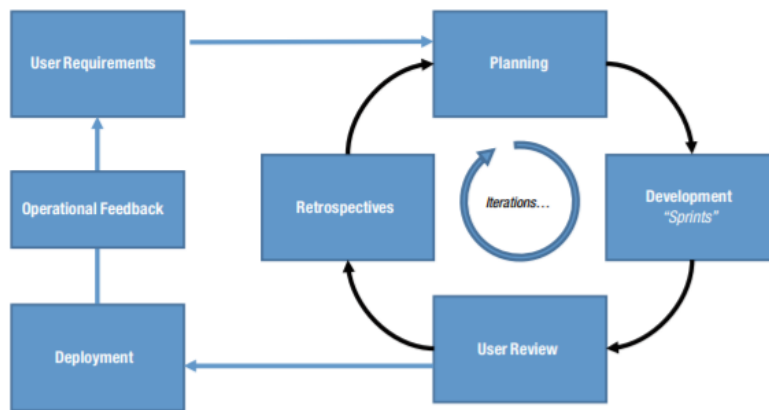 User Requirements
Planning
Operational Feedback
Retrospectives
Iterations…
Development
"Sprints"
Deployment
User Review